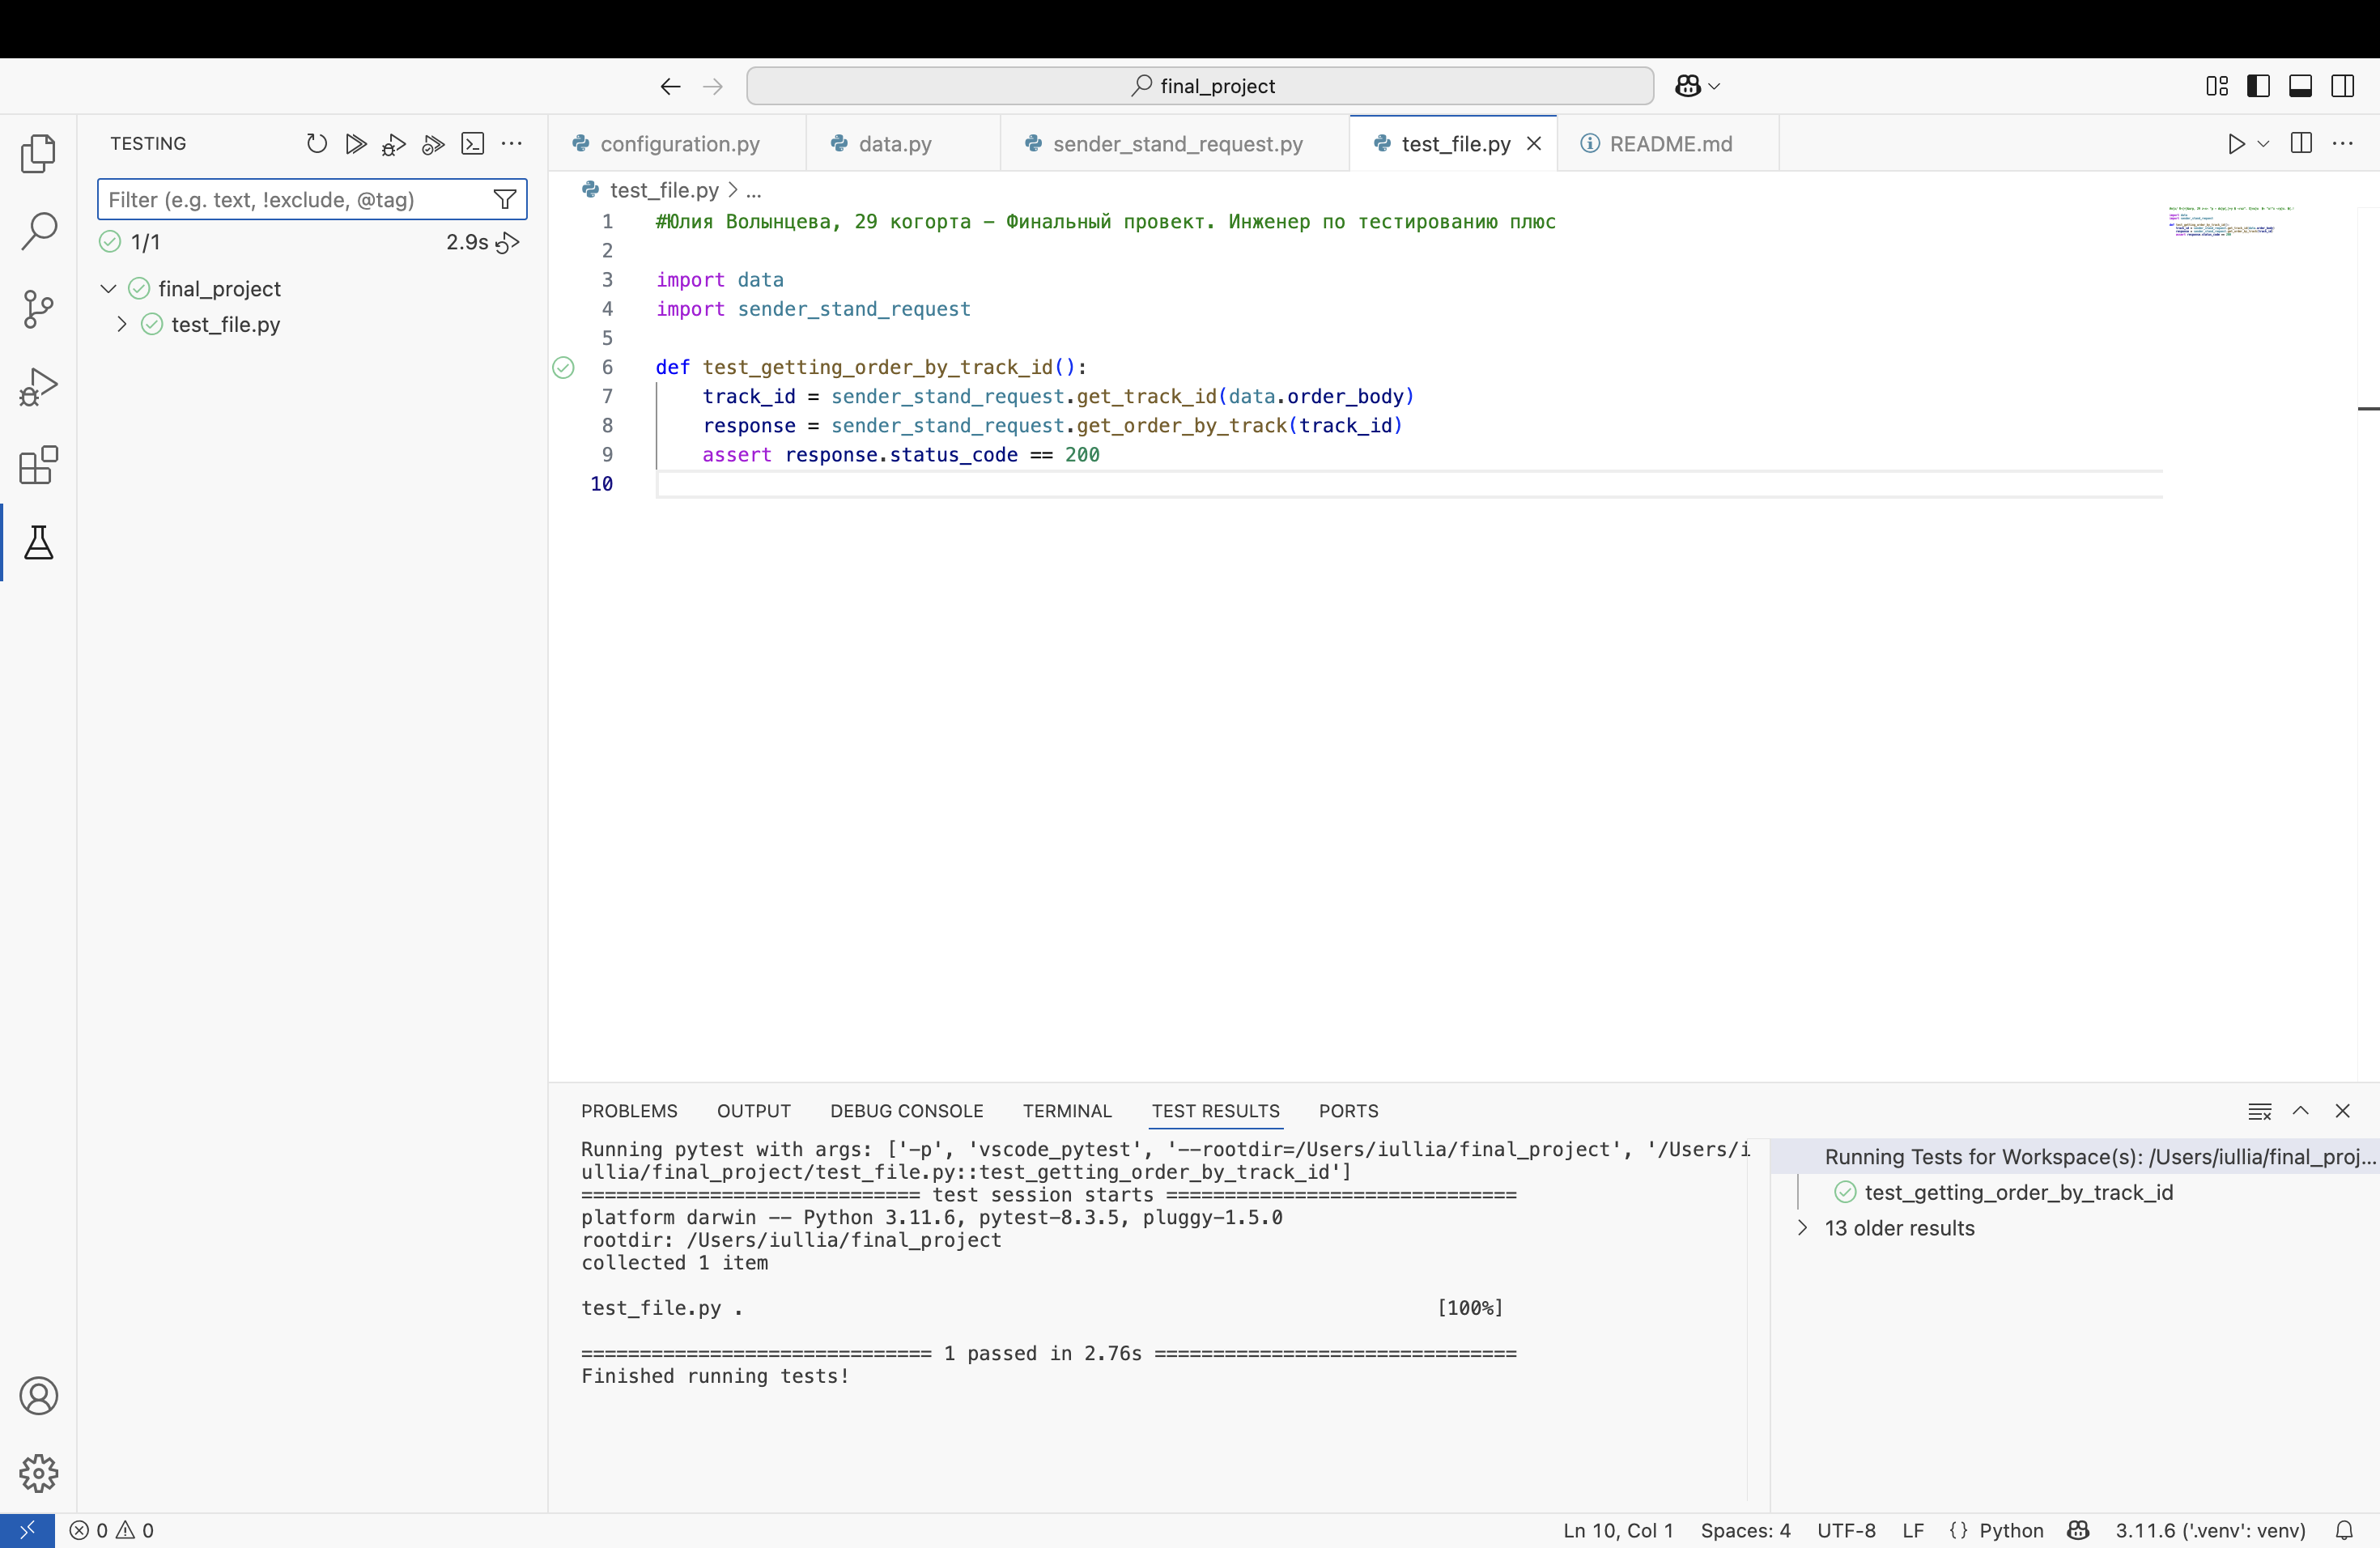 final_project
TESTING
Filter (e.g. text, !exclude, @tag)
1/1 2.9s
final_project
test_file.py
configuration.py data.py sender_stand_request.py test_file.py README.md
test_file.py > ...
1 #Юлия Волынцева, 29 когорта – Финальный провект. Инженер по тестированию плюс
2
3 import data
4 import sender_stand_request
5
6 def test_getting_order_by_track_id():
7 track_id = sender_stand_request.get_track_id(data.order_body)
8 response = sender_stand_request.get_order_by_track(track_id)
9 assert response.status_code == 200
10
PROBLEMS OUTPUT DEBUG CONSOLE TERMINAL TEST RESULTS PORTS
Running pytest with args: ['-p', 'vscode_pytest', '--rootdir=/Users/iullia/final_project', '/Users/i
ullia/final_project/test_file.py::test_getting_order_by_track_id']
============================= test session starts ==============================
platform darwin -- Python 3.11.6, pytest-8.3.5, pluggy-1.5.0
rootdir: /Users/iullia/final_project
collected 1 item
test_file.py . [100%]
============================== 1 passed in 2.76s ===============================
Finished running tests!
Running Tests for Workspace(s): /Users/iullia/final_proj...
test_getting_order_by_track_id
13 older results
0 0 Ln 10, Col 1 Spaces: 4 UTF-8 LF {} Python 3.11.6 ('.venv': venv)